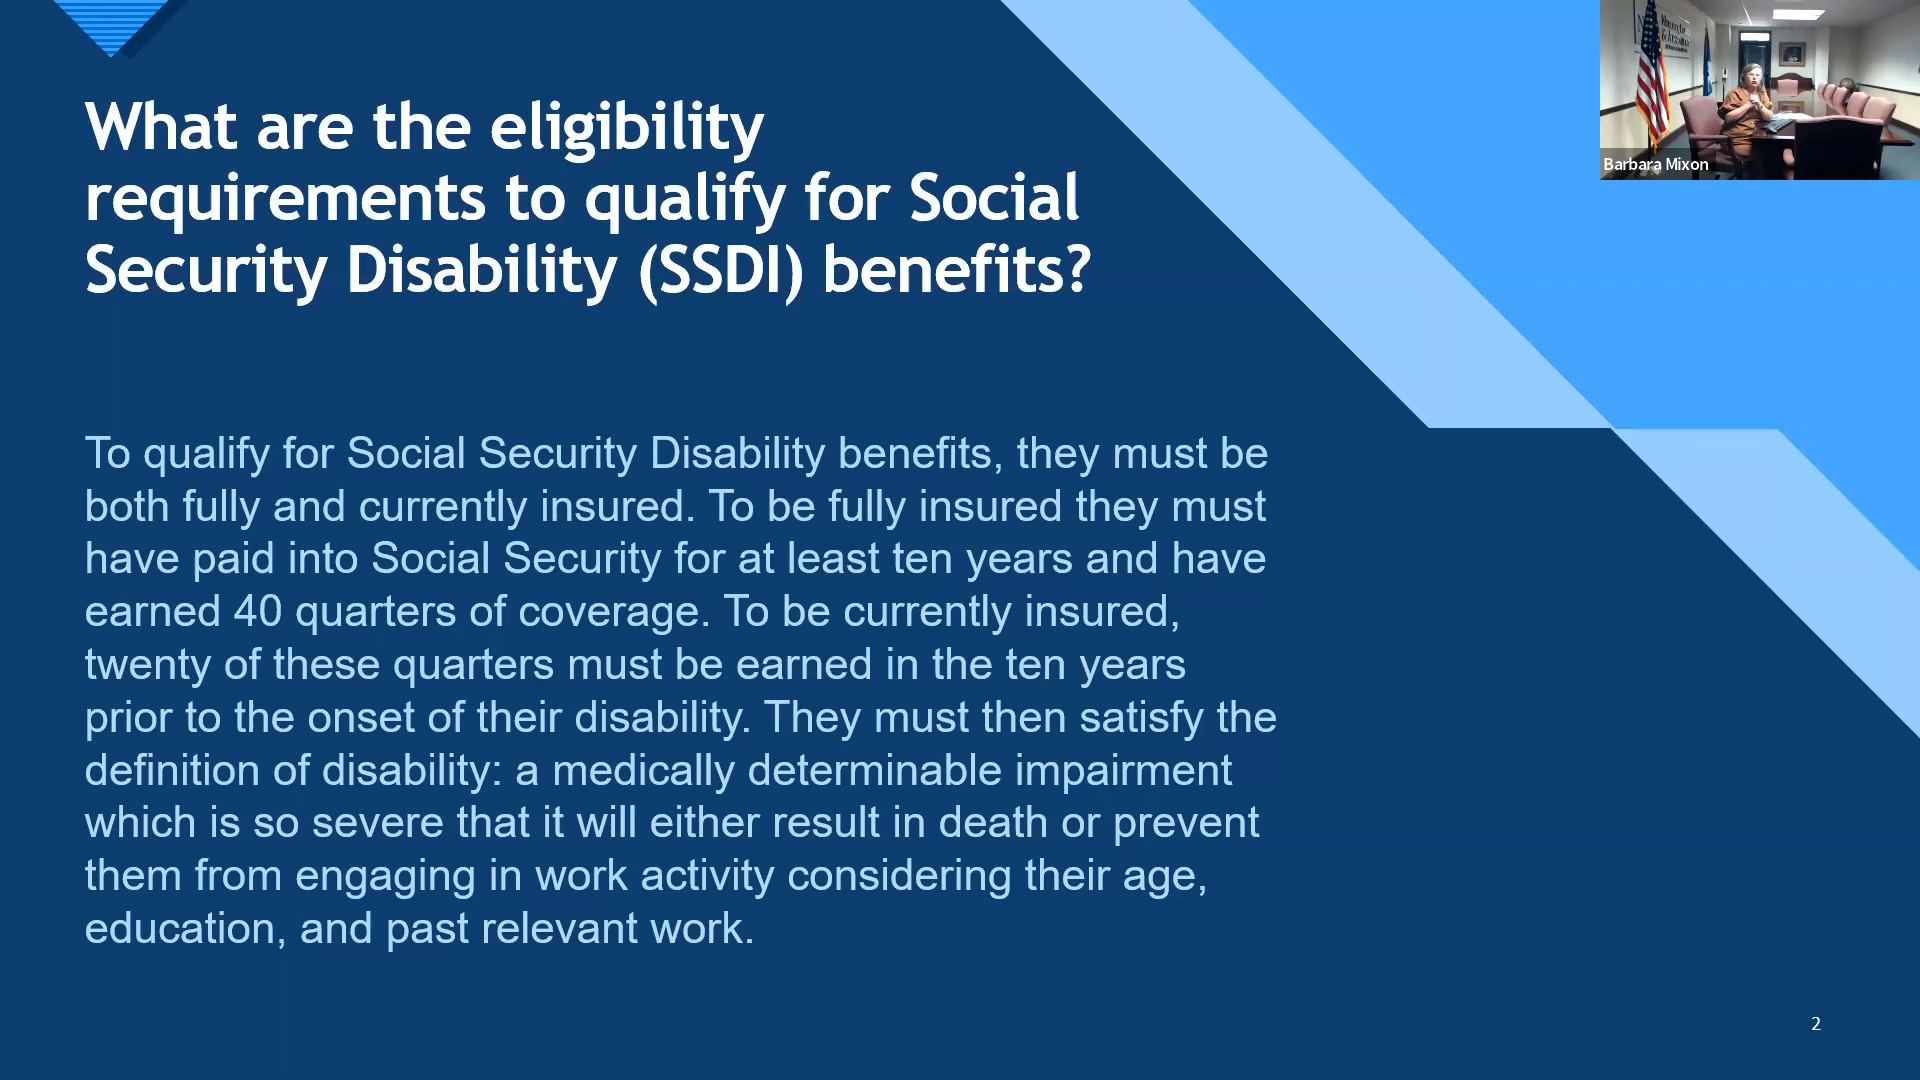 What are the eligibility
requirements to qualify for Social
Security Disability (SSDI) benefits?
Barbara Mixon
To qualify for Social Security Disability benefits, they must be
both fully and currently insured. To be fully insured they must
have paid into Social Security for at least ten years and have
earned 40 quarters of coverage. To be currently insured,
twenty of these quarters must be earned in the ten years
prior to the onset of their disability. They must then satisfy the
definition of disability: a medically determinable impairment
which is so severe that it will either result in death or prevent
them from engaging in work activity considering their age,
education, and past relevant work.
2